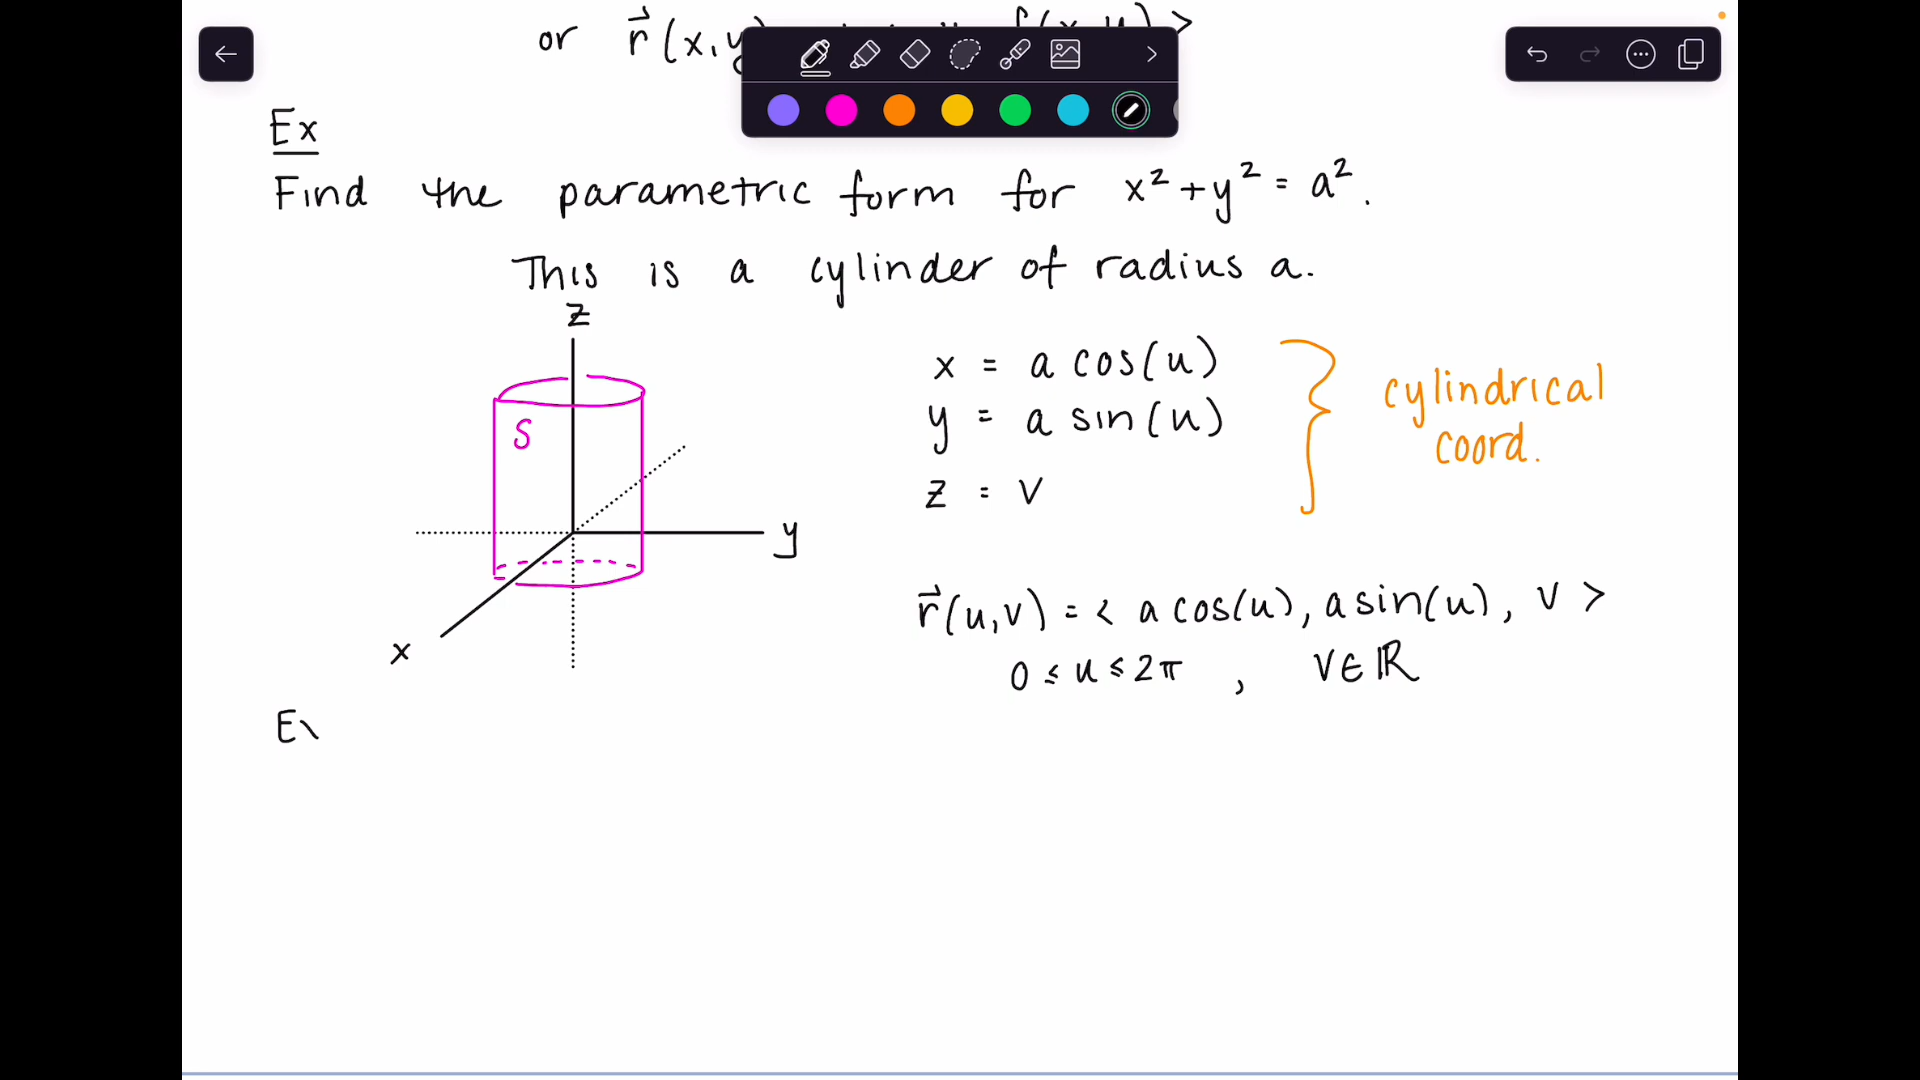 or r⃗(x,y
Ex
Find the parametric form for x² + y² = a².
This is a cylinder of radius a.
z
S
y
x
x = a cos(u)
y = a sin(u)
z = v
cylindrical
coord.
r⃗(u,v) = < a cos(u), a sin(u), v >
0 ≤ u ≤ 2π , v ∈ ℝ
E